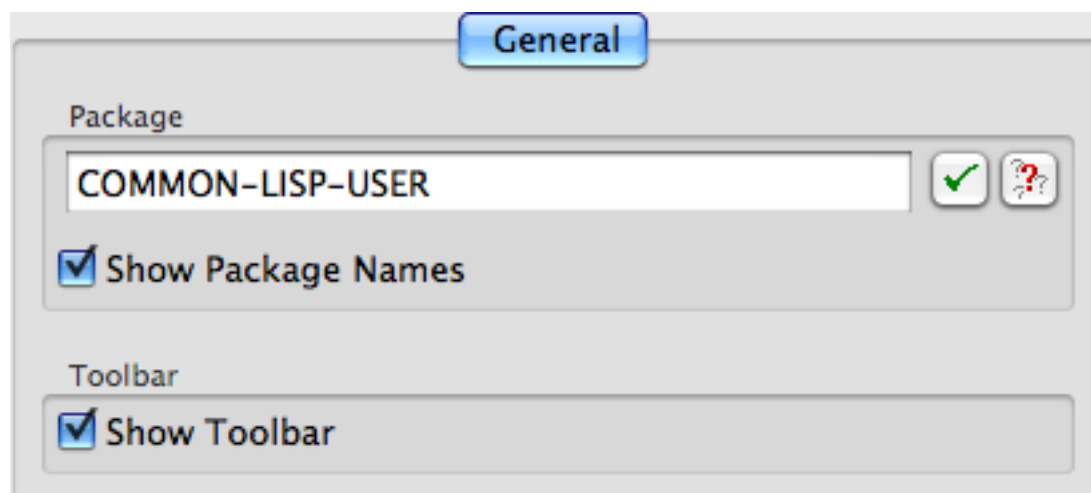 General
Package
COMMON-LISP-USER
Show Package Names
Toolbar
Show Toolbar